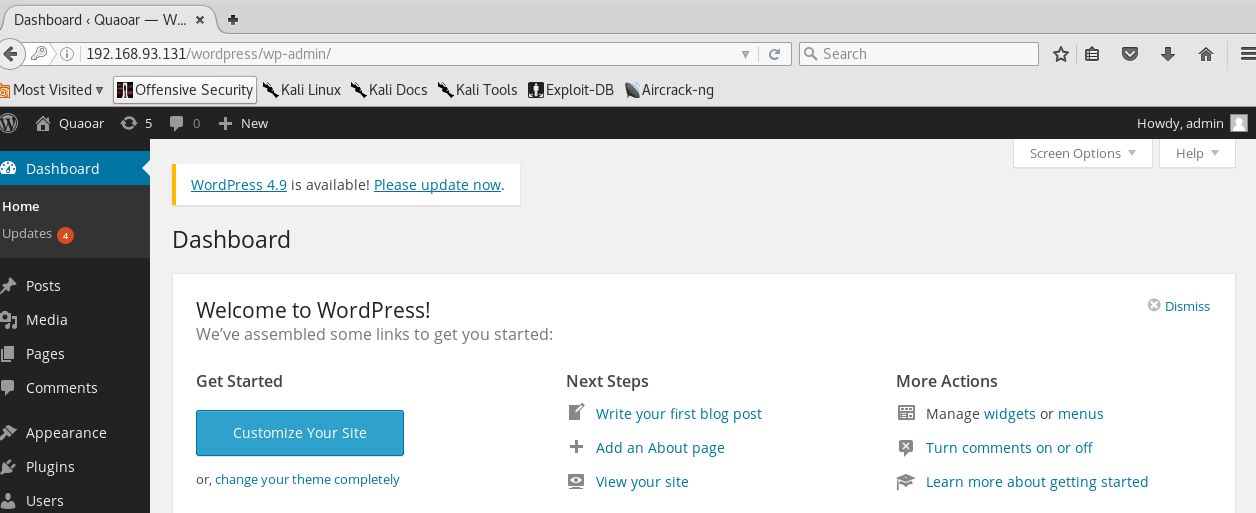 Dashboard ‹ Quaoar — W...
192.168.93.131/wordpress/wp-admin/
Search
Most Visited
Offensive Security
Kali Linux
Kali Docs
Kali Tools
Exploit-DB
Aircrack-ng
Quaoar
5
0
New
Howdy, admin
Screen Options
Help
Dashboard
Home
Updates 4
Posts
Media
Pages
Comments
Appearance
Plugins
Users
WordPress 4.9 is available! Please update now.
Dashboard
Welcome to WordPress!
We’ve assembled some links to get you started:
Dismiss
Get Started
Customize Your Site
or, change your theme completely
Next Steps
Write your first blog post
Add an About page
View your site
More Actions
Manage widgets or menus
Turn comments on or off
Learn more about getting started